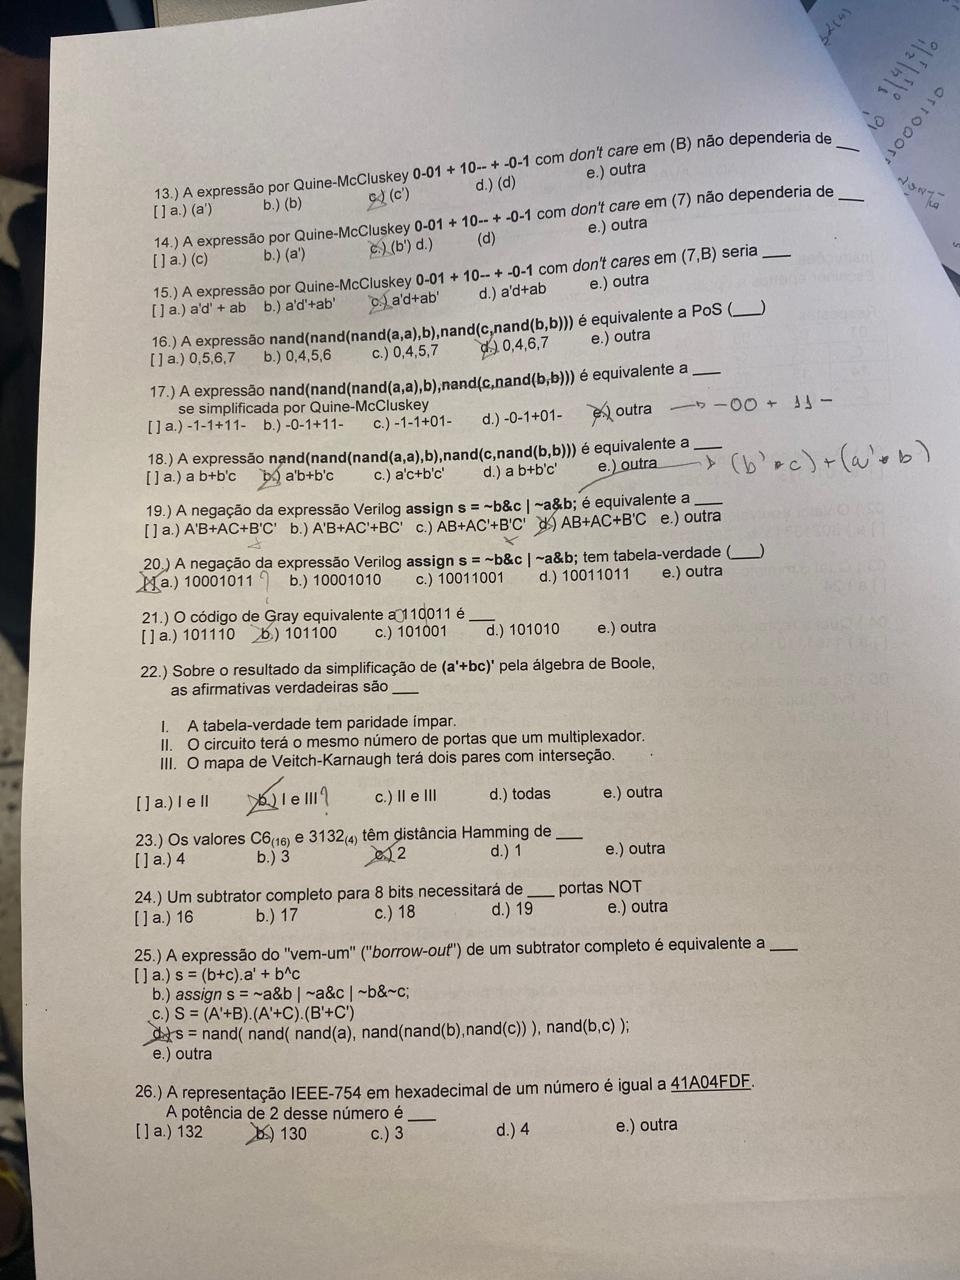 13.) A expressão por Quine-McCluskey 0-01 + 10-- + -0-1 com don't care em (B) não dependeria de ___
[ ] a.) (a') b.) (b) c.) (c') d.) (d) e.) outra
14.) A expressão por Quine-McCluskey 0-01 + 10-- + -0-1 com don't care em (7) não dependeria de ___
[ ] a.) (c) b.) (a') c.) (b') d.) (d) e.) outra
15.) A expressão por Quine-McCluskey 0-01 + 10-- + -0-1 com don't cares em (7,B) seria ___
[ ] a.) a'd' + ab b.) a'd'+ab' c.) a'd+ab' d.) a'd+ab e.) outra
16.) A expressão nand(nand(nand(a,a),b),nand(c,nand(b,b))) é equivalente a PoS (___)
[ ] a.) 0,5,6,7 b.) 0,4,5,6 c.) 0,4,5,7 d.) 0,4,6,7 e.) outra
17.) A expressão nand(nand(nand(a,a),b),nand(c,nand(b,b))) é equivalente a ___
se simplificada por Quine-McCluskey
[ ] a.) -1-1+11- b.) -0-1+11- c.) -1-1+01- d.) -0-1+01- e.) outra → -00 + 11-
18.) A expressão nand(nand(nand(a,a),b),nand(c,nand(b,b))) é equivalente a ___
[ ] a.) a b+b'c b.) a'b+b'c c.) a'c+b'c' d.) a b+b'c' e.) outra → (b' • c) + (a' • b)
19.) A negação da expressão Verilog assign s = ~b&c | ~a&b; é equivalente a ___
[ ] a.) A'B+AC+B'C' b.) A'B+AC'+BC' c.) AB+AC'+B'C' d.) AB+AC+B'C e.) outra
20.) A negação da expressão Verilog assign s = ~b&c | ~a&b; tem tabela-verdade (___)
[ ] a.) 10001011 ? b.) 10001010 c.) 10011001 d.) 10011011 e.) outra
21.) O código de Gray equivalente a 110011 é ___
[ ] a.) 101110 b.) 101100 c.) 101001 d.) 101010 e.) outra
22.) Sobre o resultado da simplificação de (a'+bc)' pela álgebra de Boole,
as afirmativas verdadeiras são ___
I. A tabela-verdade tem paridade ímpar.
II. O circuito terá o mesmo número de portas que um multiplexador.
III. O mapa de Veitch-Karnaugh terá dois pares com interseção.
[ ] a.) I e II b.) I e III ? c.) II e III d.) todas e.) outra
23.) Os valores C6(16) e 3132(4) têm distância Hamming de ___
[ ] a.) 4 b.) 3 c.) 2 d.) 1 e.) outra
24.) Um subtrator completo para 8 bits necessitará de ___ portas NOT
[ ] a.) 16 b.) 17 c.) 18 d.) 19 e.) outra
25.) A expressão do "vem-um" ("borrow-out") de um subtrator completo é equivalente a ___
[ ] a.) s = (b+c).a' + b^c
b.) assign s = ~a&b | ~a&c | ~b&~c;
c.) S = (A'+B).(A'+C).(B'+C')
d.) s = nand( nand( nand(a), nand(nand(b),nand(c)) ), nand(b,c) );
e.) outra
26.) A representação IEEE-754 em hexadecimal de um número é igual a 41A04FDF.
A potência de 2 desse número é ___
[ ] a.) 132 b.) 130 c.) 3 d.) 4 e.) outra